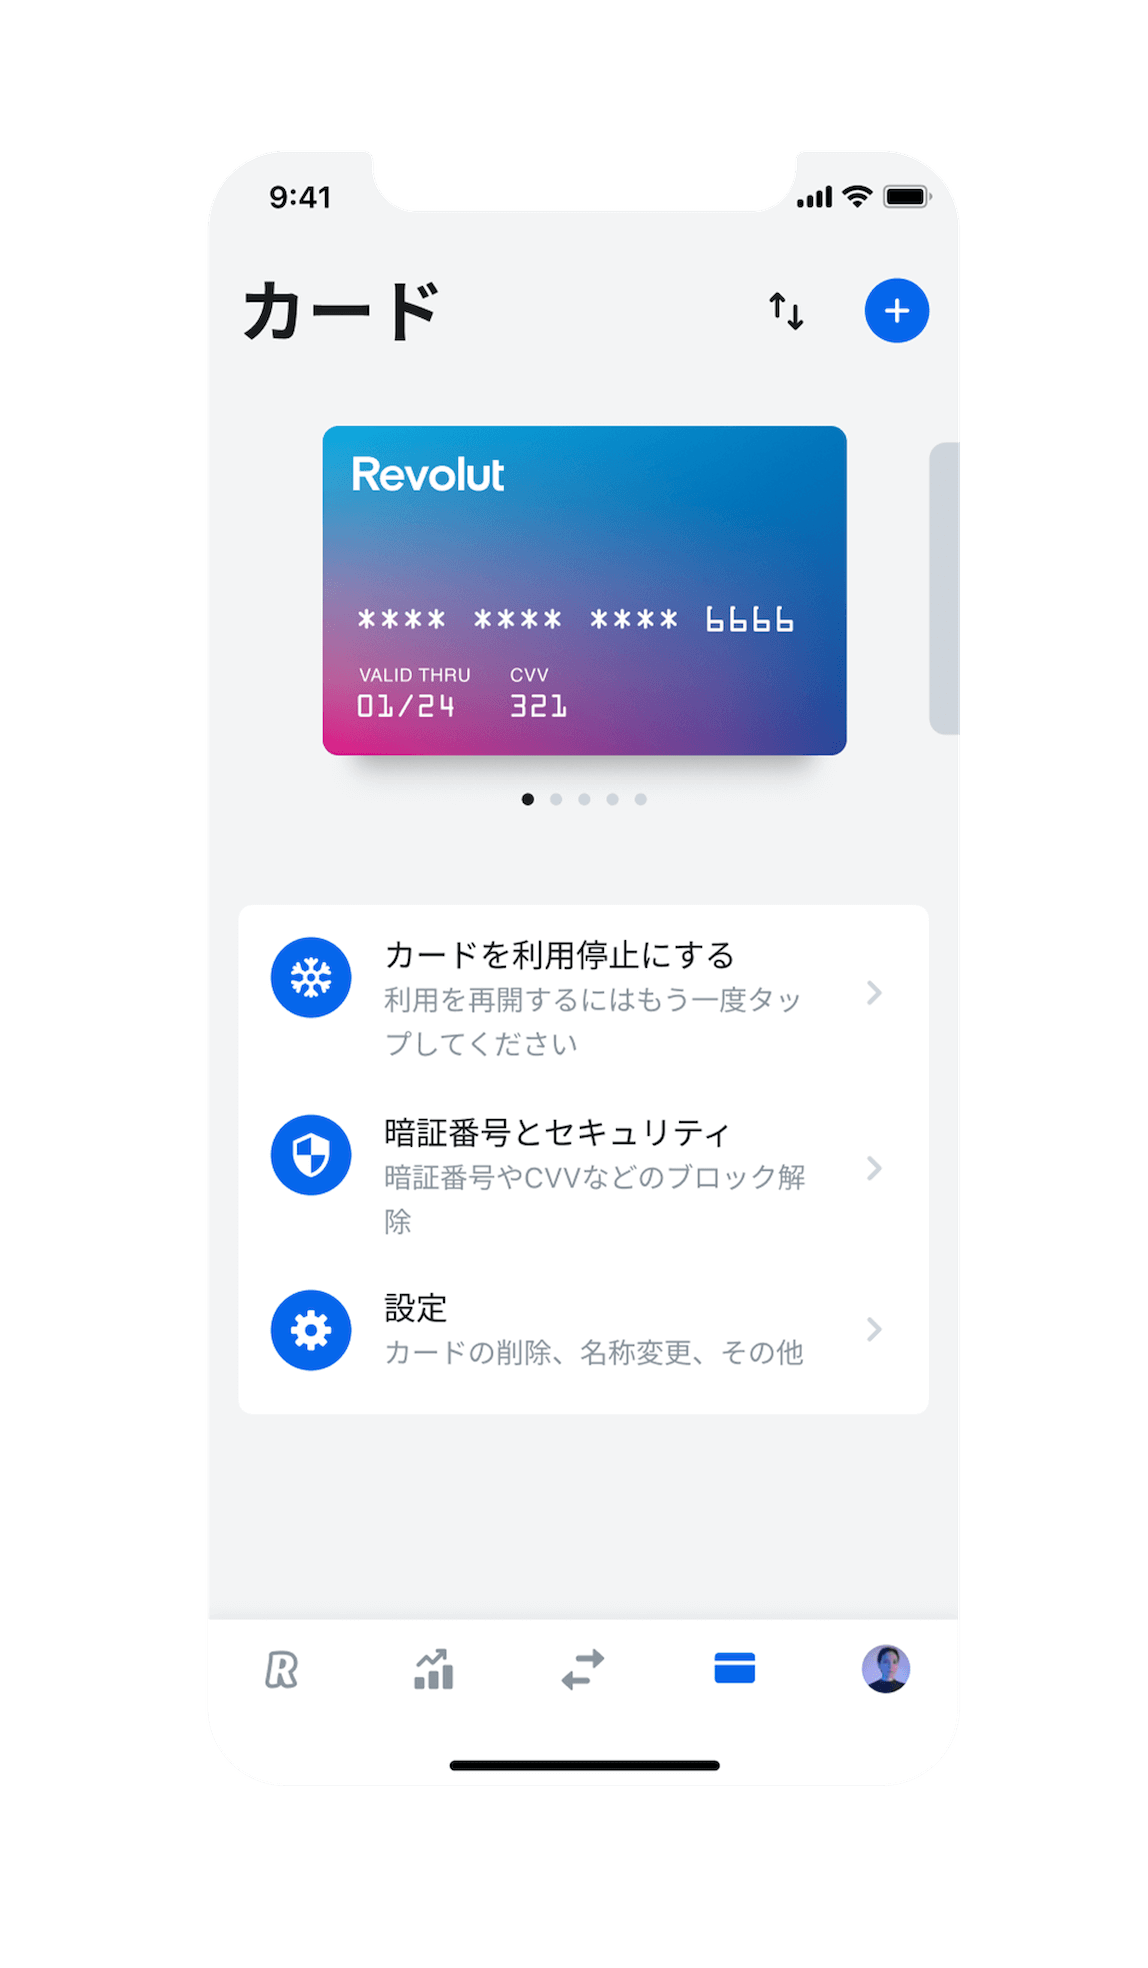 9:41
カード
Revolut
**** **** **** 6666
VALID THRU CVV
01/24 321
カードを利用停止にする
利用を再開するにはもう一度タッ
プしてください
暗証番号とセキュリティ
暗証番号やCVVなどのブロック解
除
設定
カードの削除、名称変更、その他
R